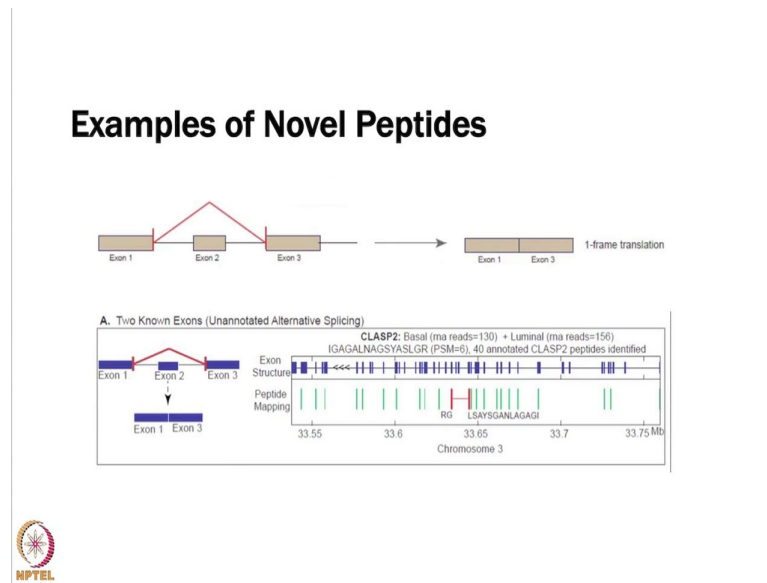 Examples of Novel Peptides
Exon 1 Exon 2 Exon 3
Exon 1 Exon 3
1-frame translation
A. Two Known Exons (Unannotated Alternative Splicing)
CLASP2: Basal (rna reads=130) + Luminal (rna reads=156)
IGAGALNAGSYASLGR (PSM=6), 40 annotated CLASP2 peptides identified
Exon 1 Exon 2 Exon 3
Exon 1 Exon 3
Exon
Structure
<<<
Peptide
Mapping
RG LSAYSGANLAGAGI
33.55 33.6 33.65 33.7 33.75 Mb
Chromosome 3
NPTEL